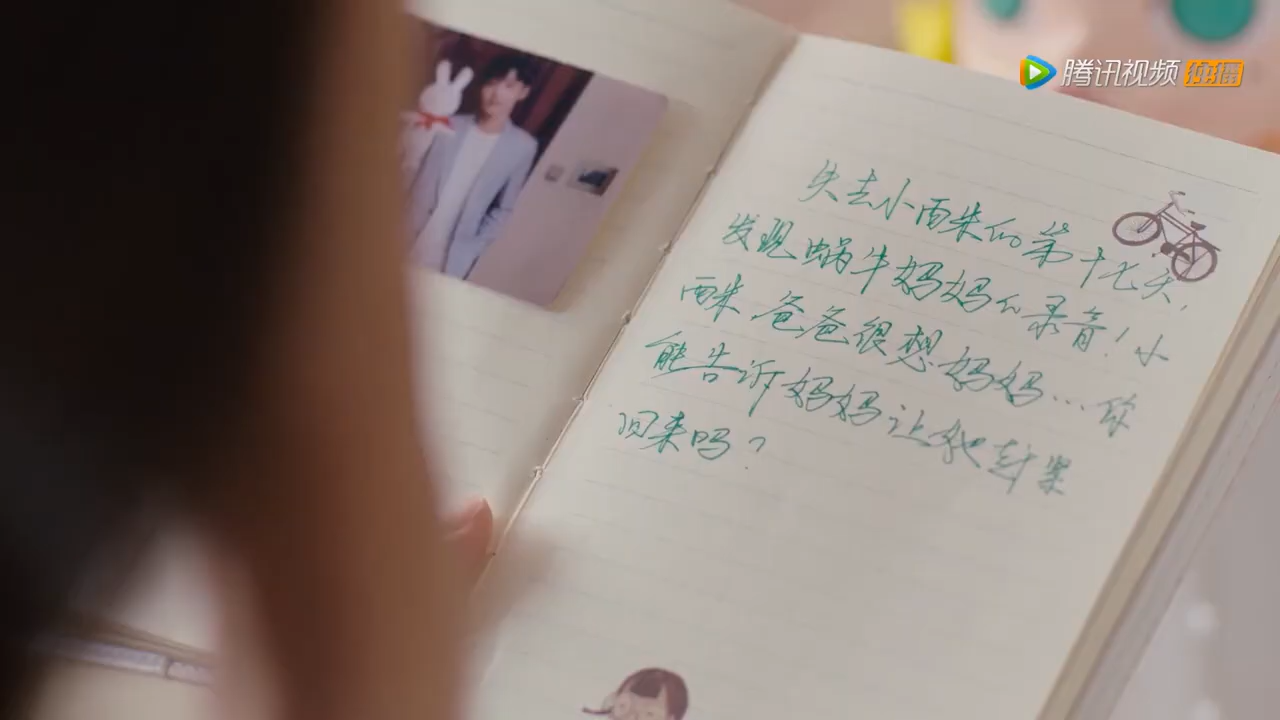 腾讯视频 独播
失去小雨朱的第十七天,
发现蜗牛妈妈的录音!小
雨朱,爸爸很想妈妈…你
能告诉妈妈让她赶紧
回来吗?